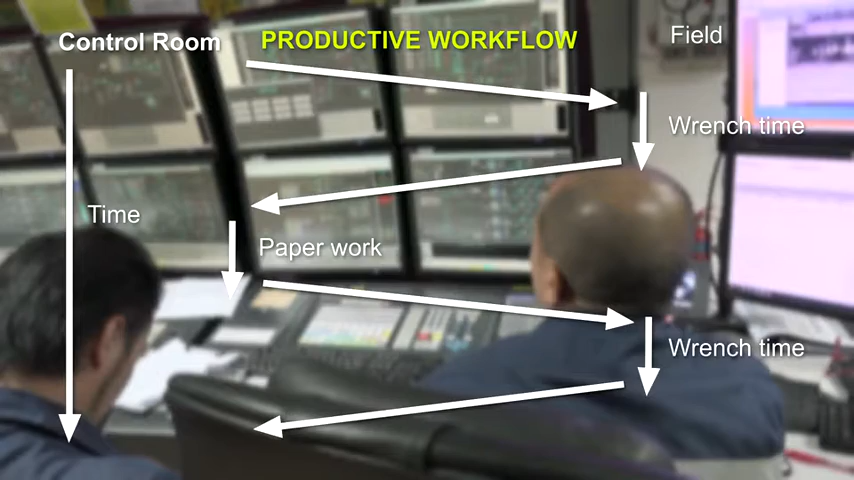 Control Room
PRODUCTIVE WORKFLOW
Field
Wrench time
Time
Paper work
Wrench time